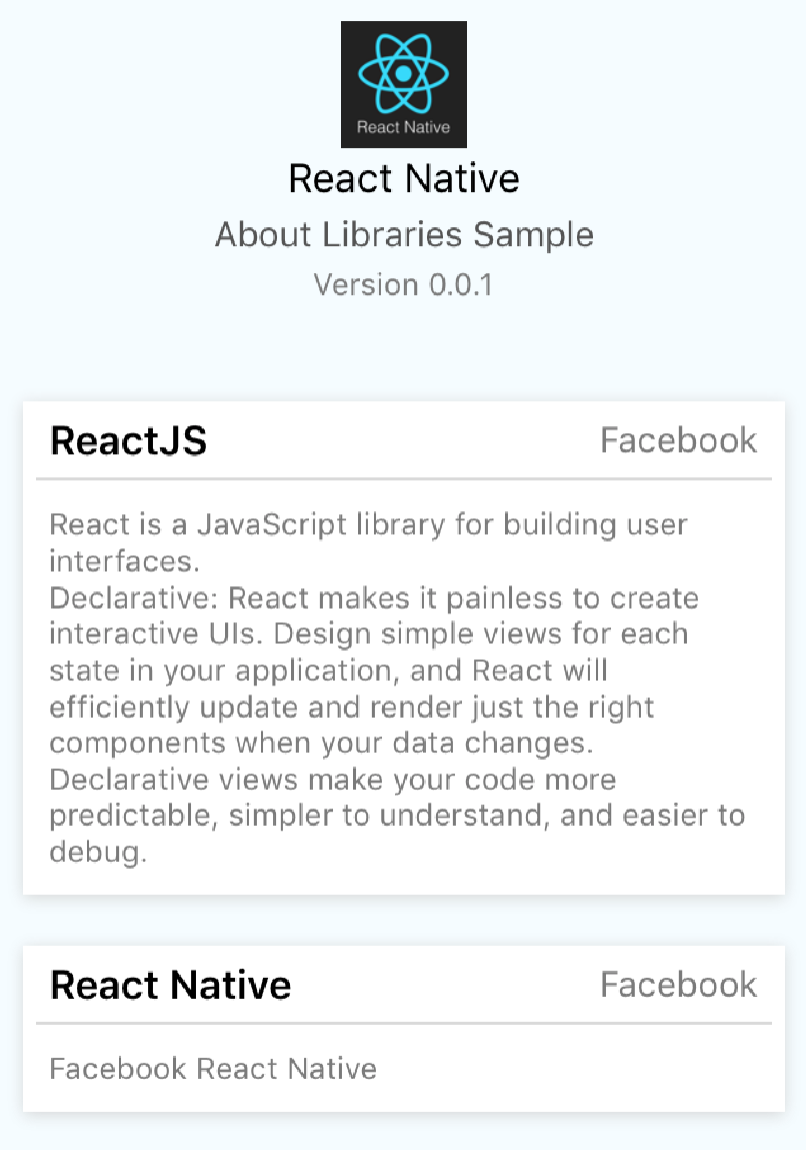 React Native
React Native
About Libraries Sample
Version 0.0.1
ReactJS Facebook
React is a JavaScript library for building user
interfaces.
Declarative: React makes it painless to create
interactive UIs. Design simple views for each
state in your application, and React will
efficiently update and render just the right
components when your data changes.
Declarative views make your code more
predictable, simpler to understand, and easier to
debug.
React Native Facebook
Facebook React Native